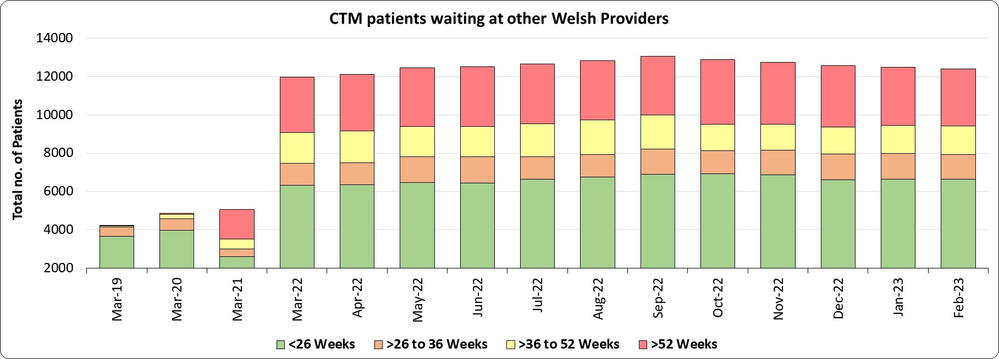 CTM patients waiting at other Welsh Providers
Total no. of Patients
14000
12000
10000
8000
6000
4000
2000
Mar-19
Mar-20
Mar-21
Mar-22
Apr-22
May-22
Jun-22
Jul-22
Aug-22
Sep-22
Oct-22
Nov-22
Dec-22
Jan-23
Feb-23
<26 Weeks >26 to 36 Weeks >36 to 52 Weeks >52 Weeks